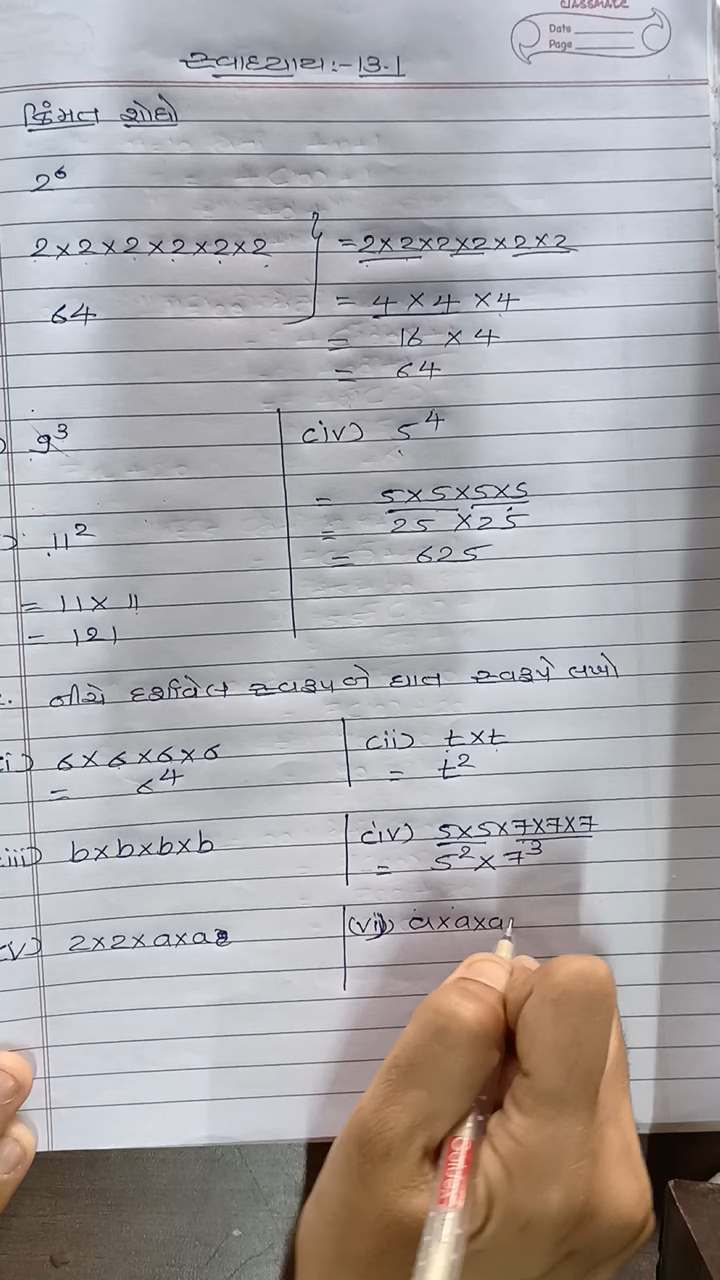 CLASSMATE
Date
Page
સ્વાધ્યાય:- 13.1
કિંમત શોધો
2⁶
2×2×2×2×2×2
64
= 2×2×2×2×2×2
= 4 × 4 × 4
= 16 × 4
= 64
9³
11²
= 11 × 11
= 121
(iv) 5⁴
= 5×5×5×5
= 25 × 25
= 625
નીચે દર્શાવેલ સ્વરૂપને ઘાત સ્વરૂપે લખો
i) 6 × 6 × 6 × 6
= 6⁴
(ii) t×t
= t²
iii) b×b×b×b
(iv) 5×5×7×7×7
= 5² × 7³
v) 2×2×a×a
(vi) a×a×a